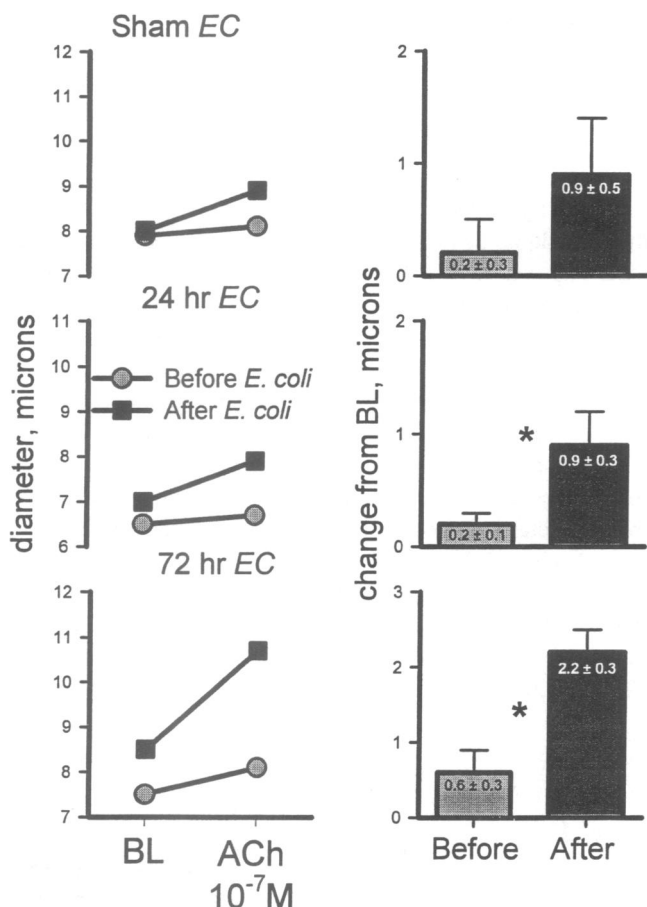 Sham EC
12
11
10
9
8
7
2
1
0
0.2 ± 0.3
0.9 ± 0.5
24 hr EC
11
10
9
8
7
6
Before E. coli
After E. coli
2
1
0
*
0.2 ± 0.1
0.9 ± 0.3
72 hr EC
12
11
10
9
8
7
3
2
1
0
*
0.6 ± 0.3
2.2 ± 0.3
diameter, microns
change from BL, microns
BL
ACh
10⁻⁷M
Before
After